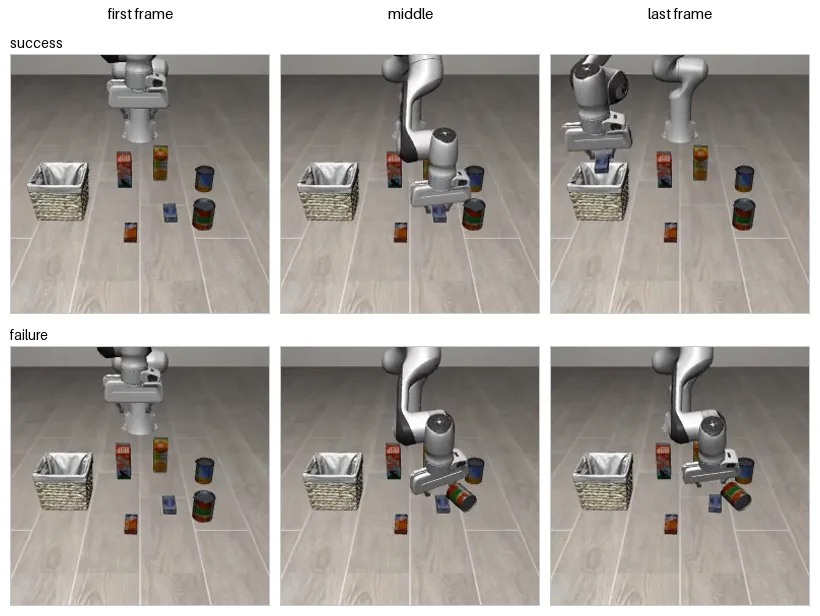 first frame
middle
last frame
success
failure